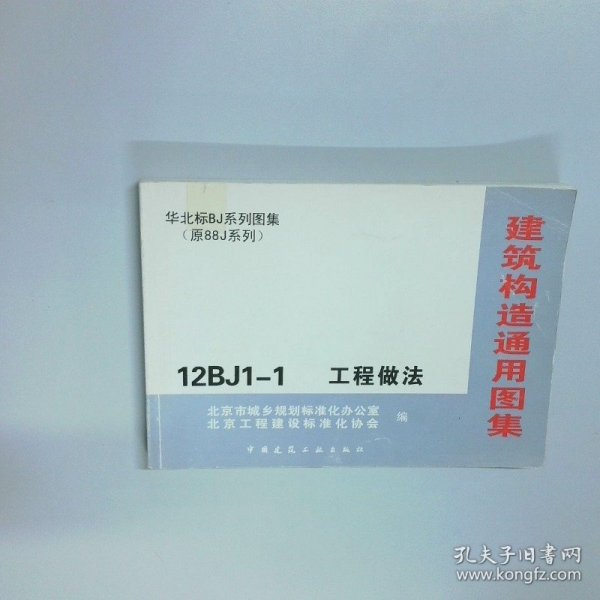 华北标BJ系列图集
（原88J系列）
建筑构造通用图集
12BJ1-1 工程做法
北京市城乡规划标准化办公室
北京工程建设标准化协会
编
中国建筑工业出版社
孔夫子旧书网
www.kongfz.com